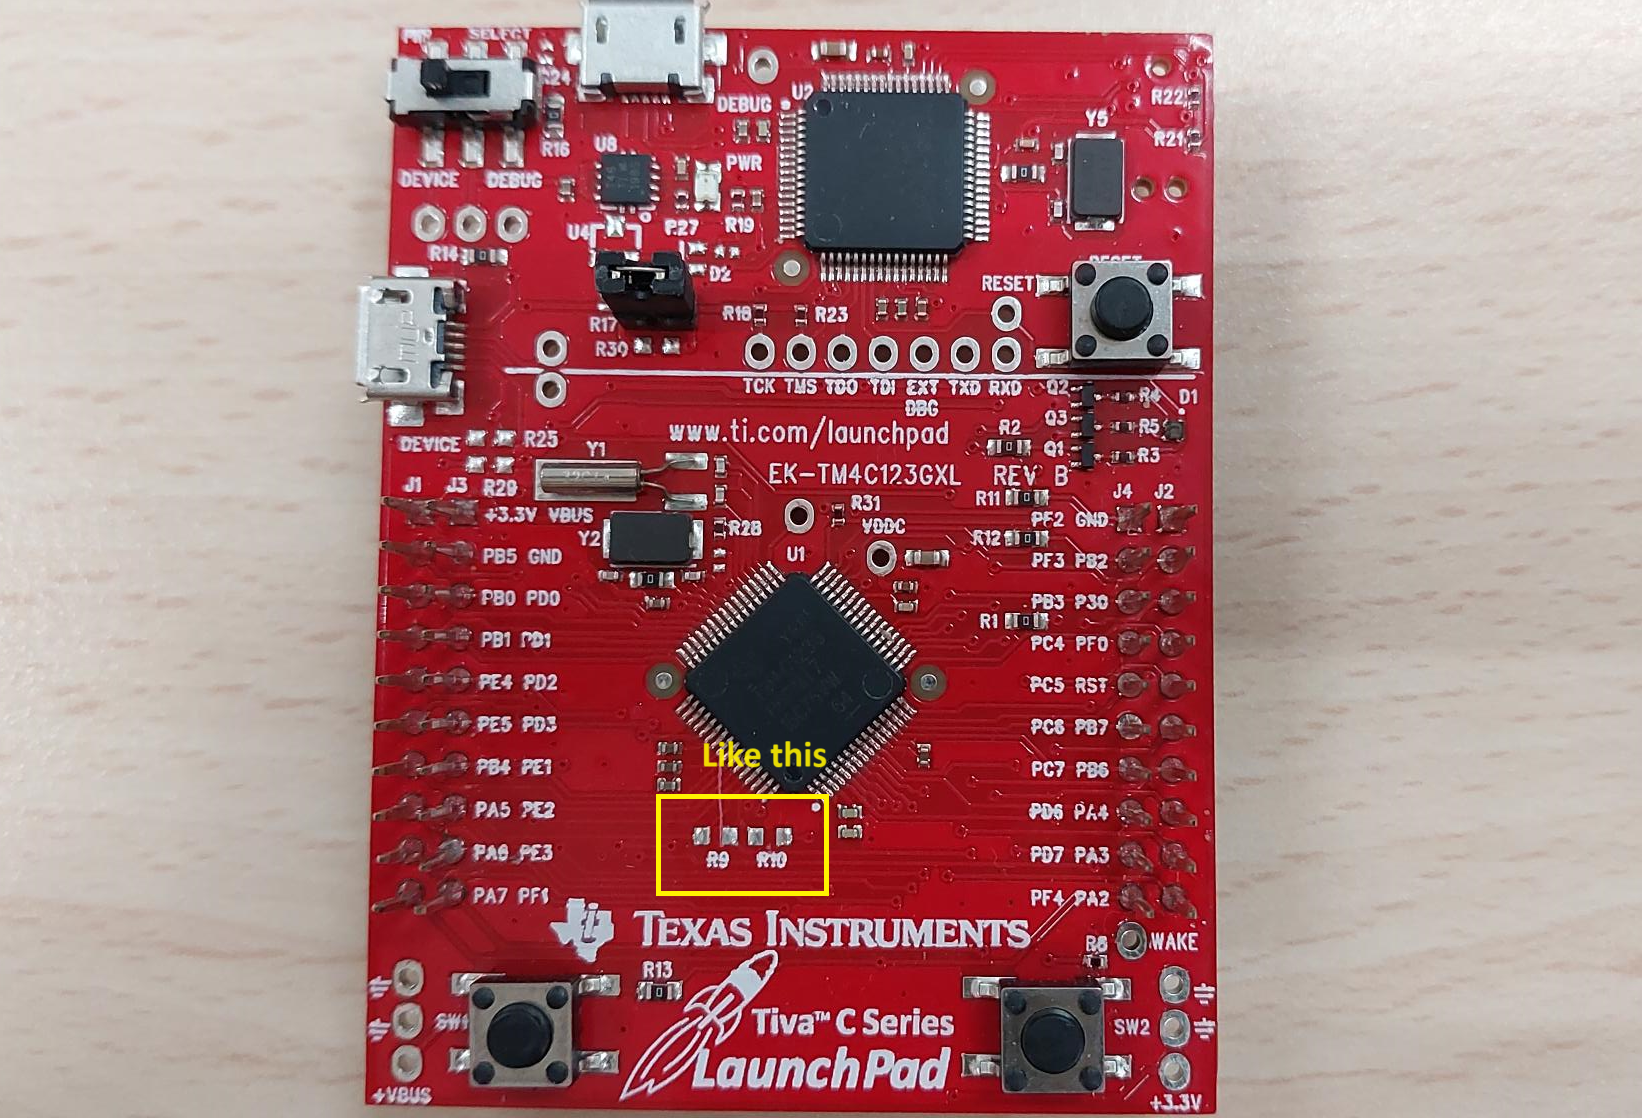 PWR SELECT
R24
R16
DEVICE DEBUG
DEBUG
U2
U8
PWR
Y5
R22
R21
U4
R19
R14
D2
RESET
RESET
R17
R18
R23
R30
TCK TMS TDO TDI EXT TXD RXD
DBG
Q2
R4
D1
Q3
R5
Q1
R3
R2
www.ti.com/launchpad
EK-TM4C123GXL REV B
DEVICE
R25
Y1
R29
J1 J3
J4 J2
R11
R12
R31
VDDC
Y2
R28
U1
R1
+3.3V VBUS
PB5 GND
PB0 PD0
PB1 PD1
PE4 PD2
PE5 PD3
PB4 PE1
PA5 PE2
PA6 PE3
PA7 PF1
PF2 GND
PF3 PB2
PB3
PC4 PF0
PC5 RST
PC6 PB7
PC7 PB6
PD6 PA4
PD7 PA3
PF4 PA2
Like this
R9 R10
TEXAS INSTRUMENTS
R6
WAKE
R13
SW1
SW2
Tiva™ C Series
LaunchPad
+VBUS
+3.3V